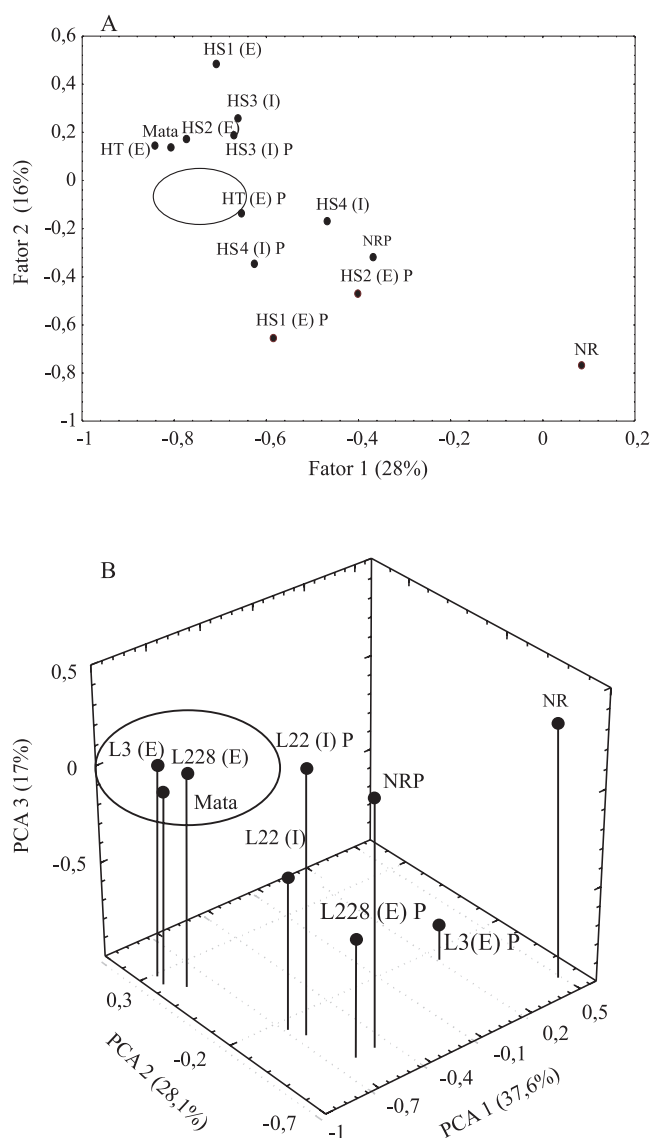 A
0,6
0,4
0,2
0
-0,2
-0,4
-0,6
-0,8
-1
Fator 2 (16%)
HS1 (E)
HS3 (I)
Mata
HS2 (E)
HT (E)
HS3 (I) P
HT (E) P
HS4 (I)
NRP
HS4 (I) P
HS2 (E) P
HS1 (E) P
NR
-1
-0,8
-0,6
-0,4
-0,2
0
0,2
Fator 1 (28%)
B
0,5
0
-0,5
PCA 3 (17%)
NR
L3 (E)
L228 (E)
L22 (I) P
Mata
NRP
L22 (I)
L228 (E) P
L3(E) P
0,3
-0,2
-0,7
PCA 2 (28,1%)
-1
-0,7
-0,4
-0,1
0,2
0,5
PCA 1 (37,6%)